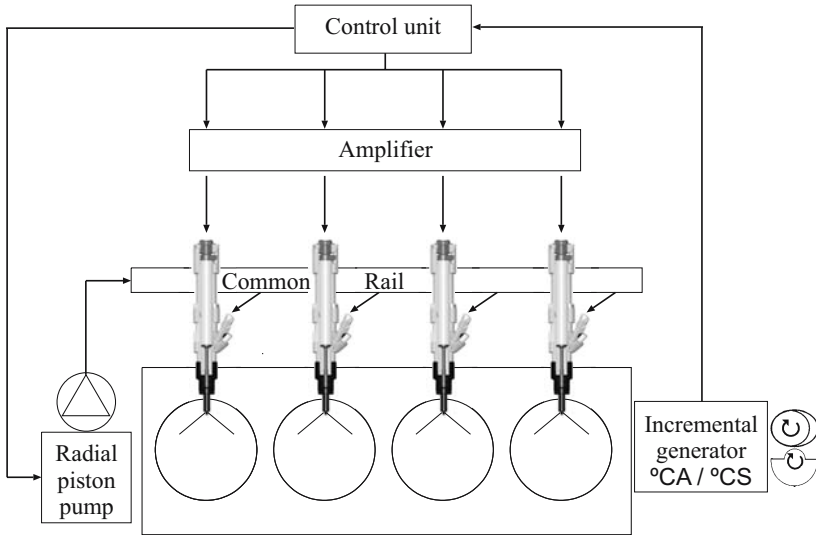 Control unit
Amplifier
Common Rail
Radial
piston
pump
Incremental
generator
ºCA / ºCS